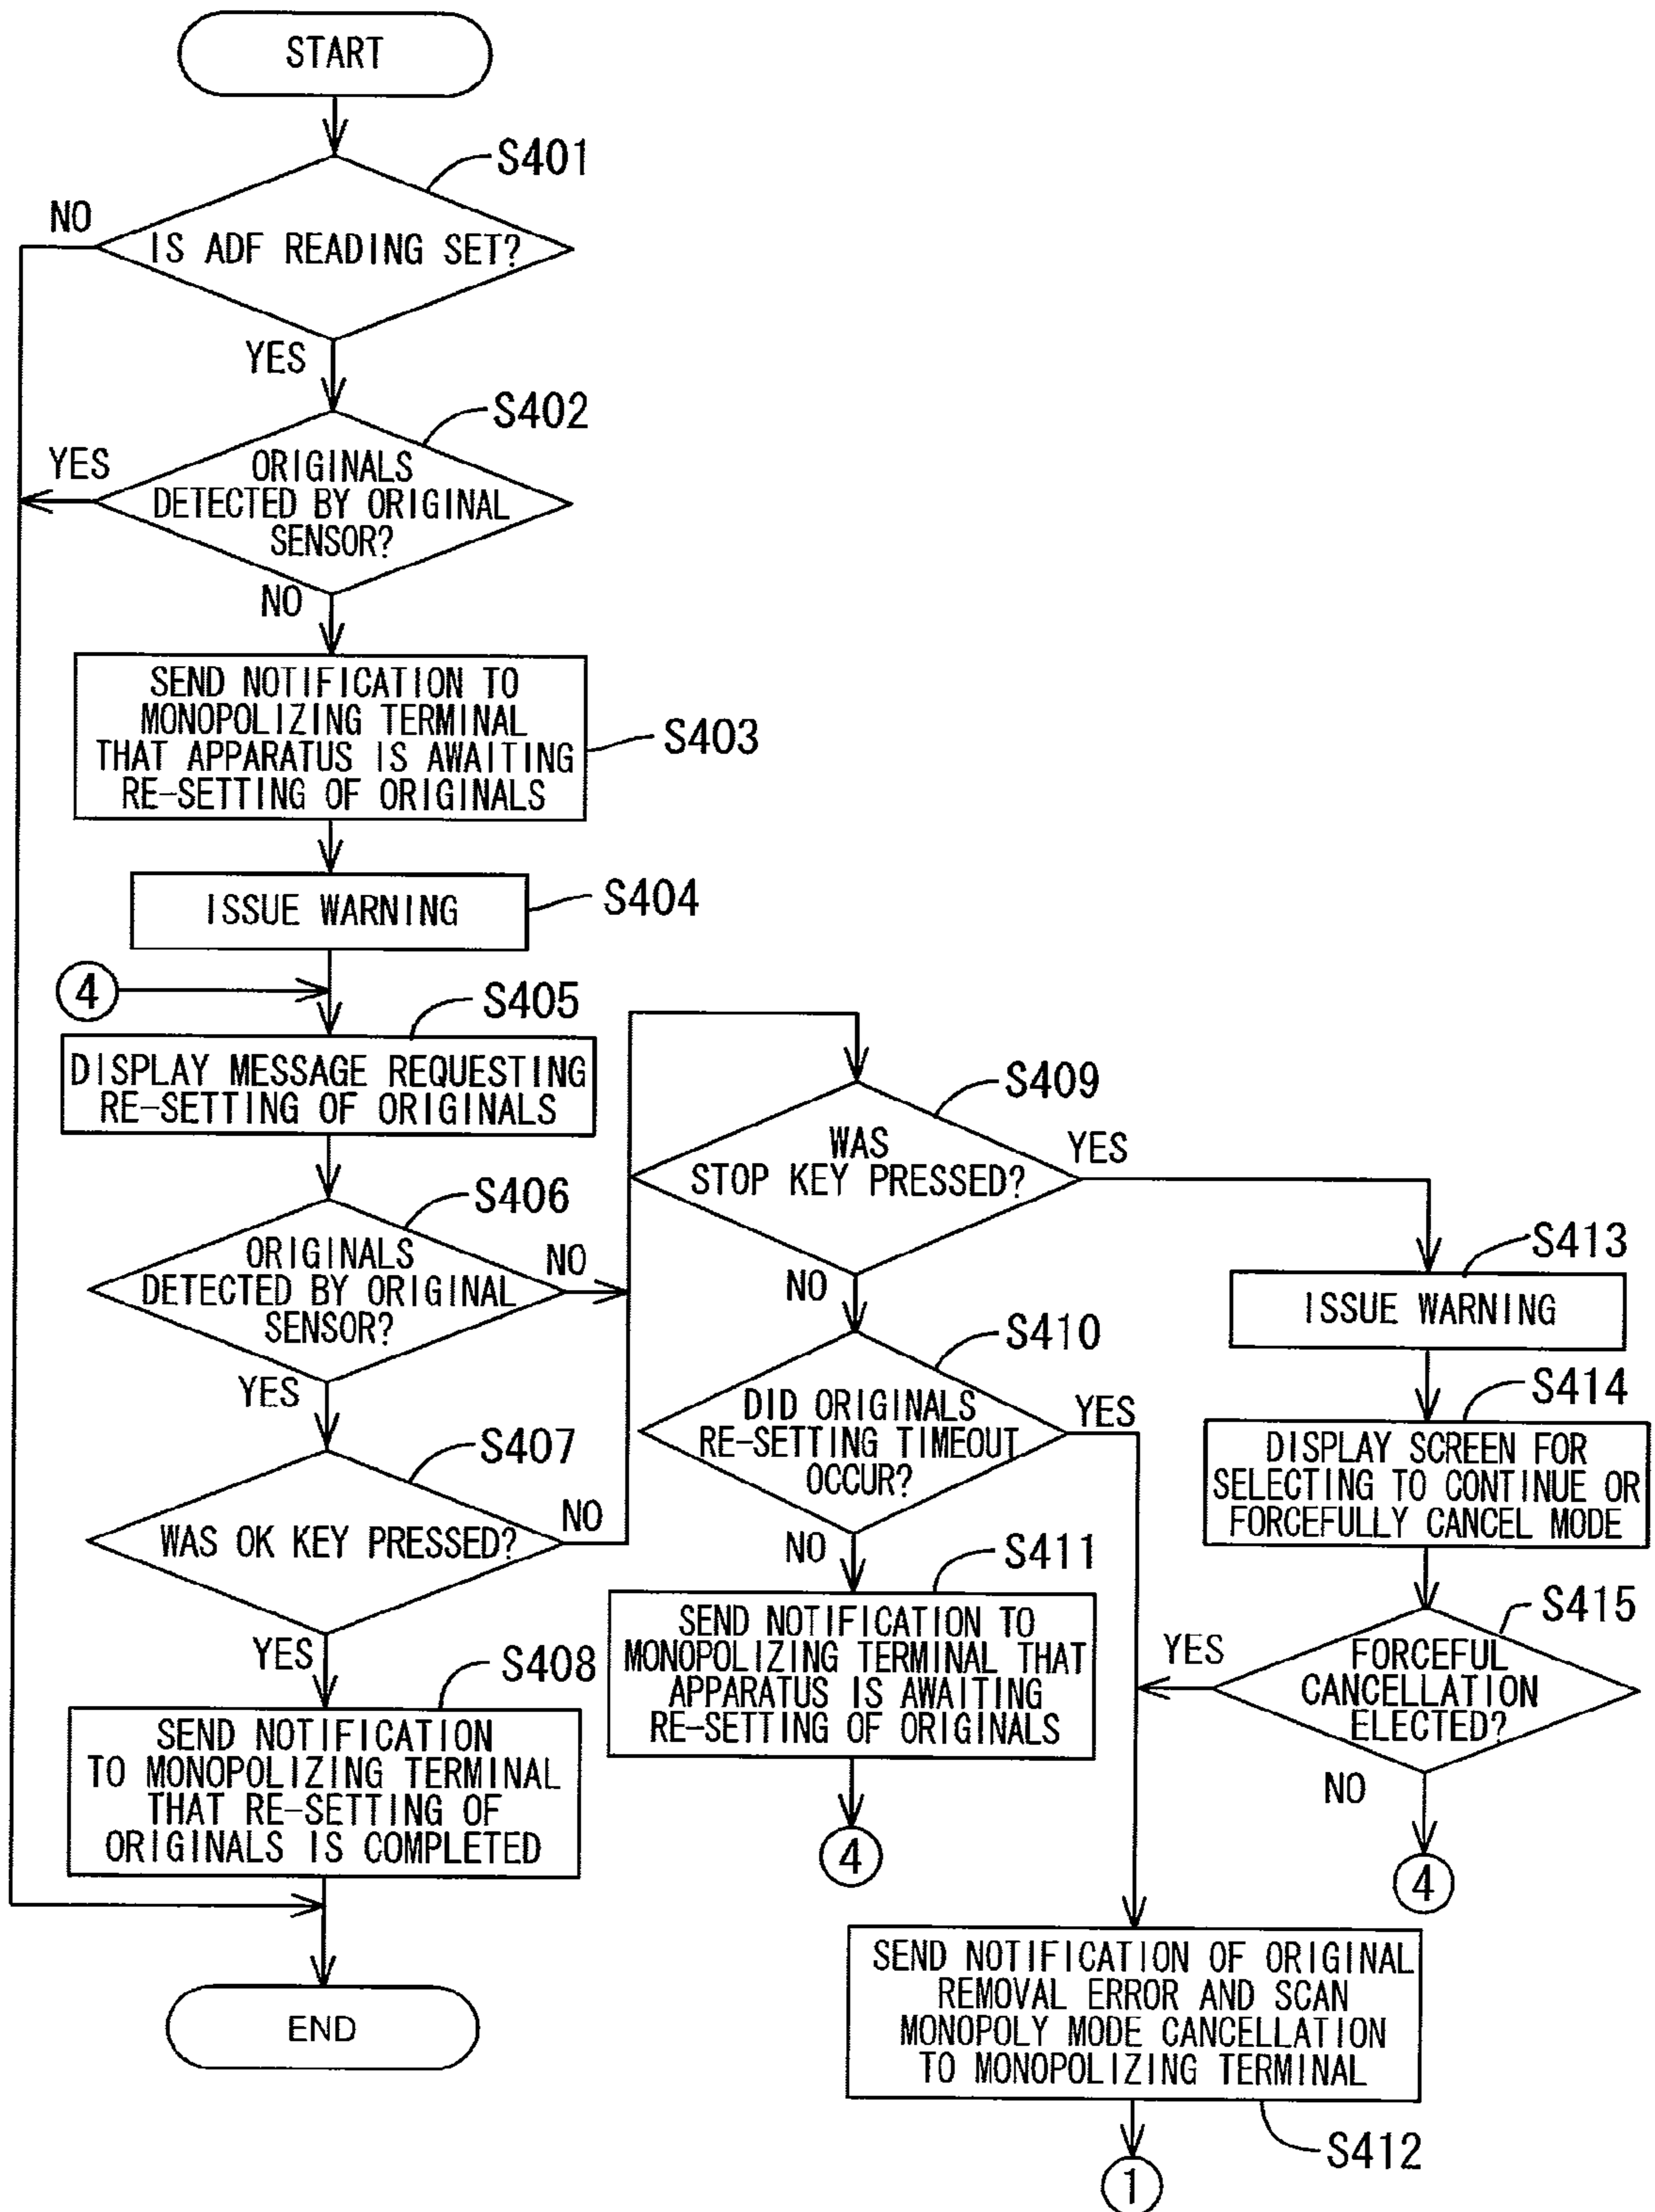 START
S401
NO
IS ADF READING SET?
YES
S402
YES
ORIGINALS
DETECTED BY ORIGINAL
SENSOR?
NO
SEND NOTIFICATION TO
MONOPOLIZING TERMINAL
THAT APPARATUS IS AWAITING
RE-SETTING OF ORIGINALS
S403
ISSUE WARNING
S404
4
S405
DISPLAY MESSAGE REQUESTING
RE-SETTING OF ORIGINALS
S406
ORIGINALS
DETECTED BY ORIGINAL
SENSOR?
NO
YES
S407
WAS OK KEY PRESSED?
NO
YES
S408
SEND NOTIFICATION
TO MONOPOLIZING TERMINAL
THAT RE-SETTING OF
ORIGINALS IS COMPLETED
END
S409
WAS
STOP KEY PRESSED?
YES
NO
S410
DID ORIGINALS
RE-SETTING TIMEOUT
OCCUR?
YES
NO
S411
SEND NOTIFICATION TO
MONOPOLIZING TERMINAL THAT
APPARATUS IS AWAITING
RE-SETTING OF ORIGINALS
4
S413
ISSUE WARNING
S414
DISPLAY SCREEN FOR
SELECTING TO CONTINUE OR
FORCEFULLY CANCEL MODE
S415
YES
FORCEFUL
CANCELLATION
ELECTED?
NO
4
SEND NOTIFICATION OF ORIGINAL
REMOVAL ERROR AND SCAN
MONOPOLY MODE CANCELLATION
TO MONOPOLIZING TERMINAL
S412
1